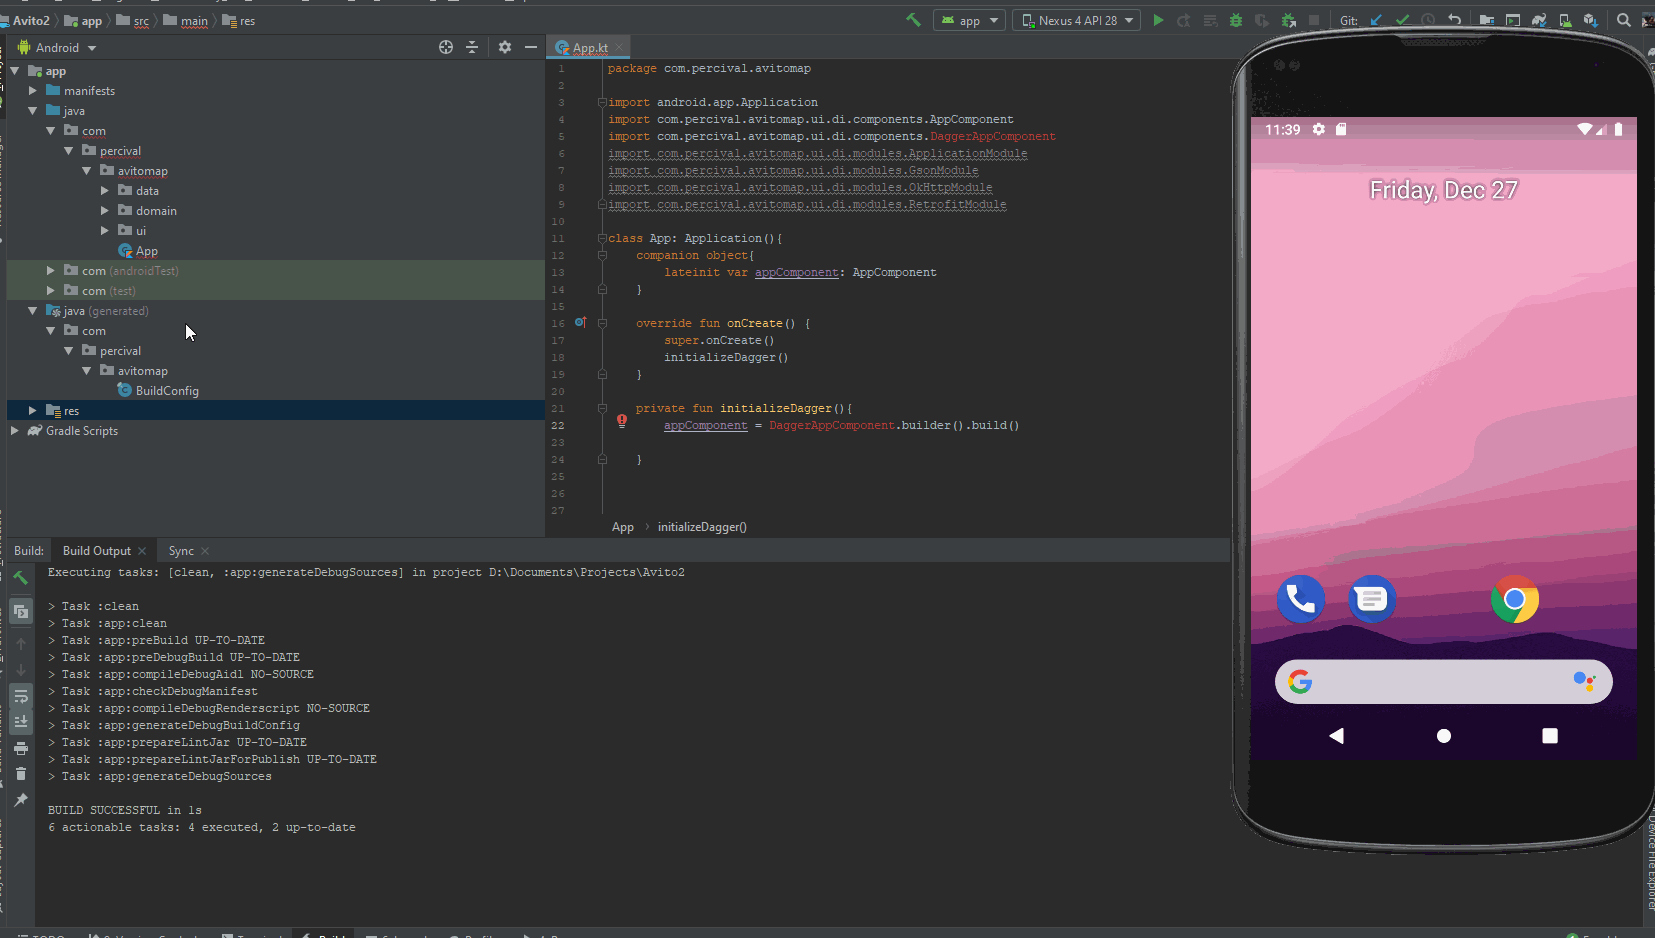 Avito2 app src main res
app
Nexus 4 API 28
Git:
Android
app
manifests
java
com
percival
avitomap
data
domain
ui
App
com (androidTest)
com (test)
java (generated)
com
percival
avitomap
BuildConfig
res
Gradle Scripts
App.kt
1 package com.percival.avitomap
2
3 import android.app.Application
4 import com.percival.avitomap.ui.di.components.AppComponent
5 import com.percival.avitomap.ui.di.components.DaggerAppComponent
6 import com.percival.avitomap.ui.di.modules.ApplicationModule
7 import com.percival.avitomap.ui.di.modules.GsonModule
8 import com.percival.avitomap.ui.di.modules.OkHttpModule
9 import com.percival.avitomap.ui.di.modules.RetrofitModule
10
11 class App: Application(){
12 companion object{
13 lateinit var appComponent: AppComponent
14 }
15
16 override fun onCreate() {
17 super.onCreate()
18 initializeDagger()
19 }
20
21 private fun initializeDagger(){
22 appComponent = DaggerAppComponent.builder().build()
23
24 }
25
26
27
App › initializeDagger()
Build: Build Output Sync
Executing tasks: [clean, :app:generateDebugSources] in project D:\Documents\Projects\Avito2
> Task :clean
> Task :app:clean
> Task :app:preBuild UP-TO-DATE
> Task :app:preDebugBuild UP-TO-DATE
> Task :app:compileDebugAidl NO-SOURCE
> Task :app:checkDebugManifest
> Task :app:compileDebugRenderscript NO-SOURCE
> Task :app:generateDebugBuildConfig
> Task :app:prepareLintJar UP-TO-DATE
> Task :app:prepareLintJarForPublish UP-TO-DATE
> Task :app:generateDebugSources
BUILD SUCCESSFUL in 1s
6 actionable tasks: 4 executed, 2 up-to-date
11:39
Friday, Dec 27
Device File Explorer